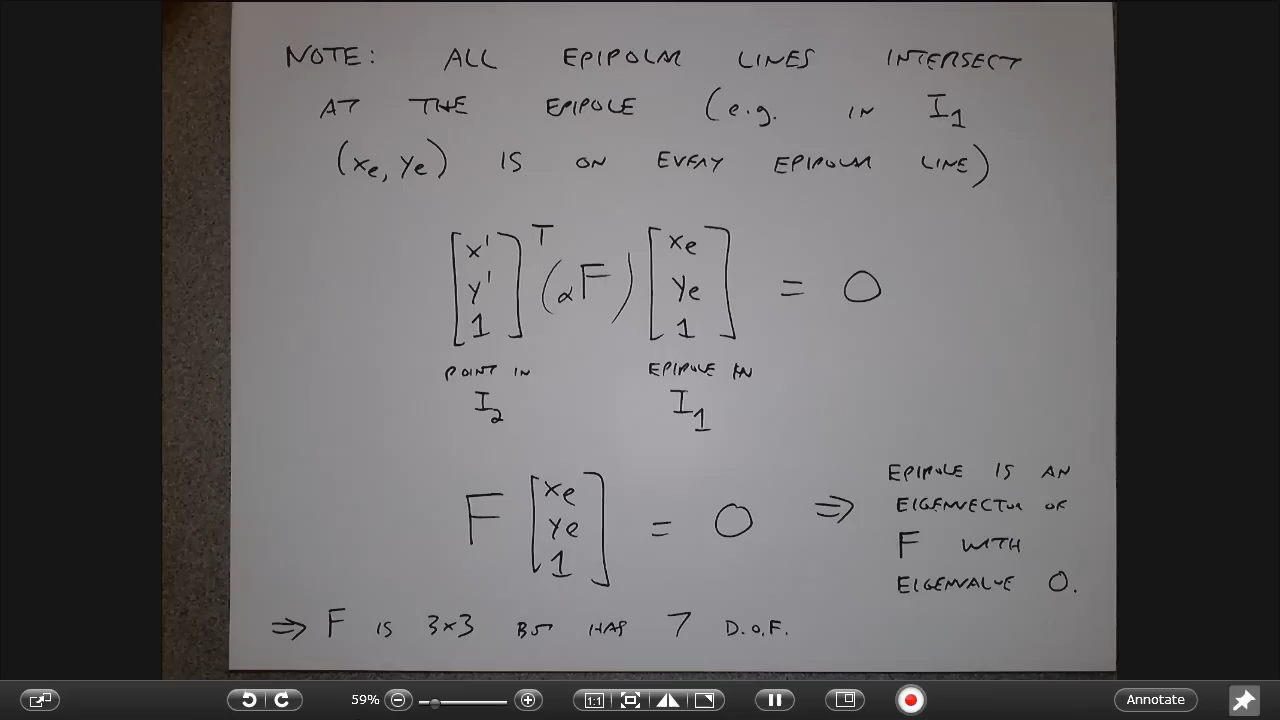 NOTE: ALL EPIPOLAR LINES INTERSECT
AT THE EPIPOLE (e.g. IN I₁
(xₑ, yₑ) IS ON EVERY EPIPOLAR LINE)
[x' y' 1]ᵀ (αF) [xₑ yₑ 1] = 0
POINT IN I₂
EPIPOLE IN I₁
F [xₑ yₑ 1] = 0 ⇒
EPIPOLE IS AN
EIGENVECTOR OF
F WITH
EIGENVALUE 0.
⇒ F IS 3×3 BUT HAS 7 D.O.F.
59%
1:1
Annotate